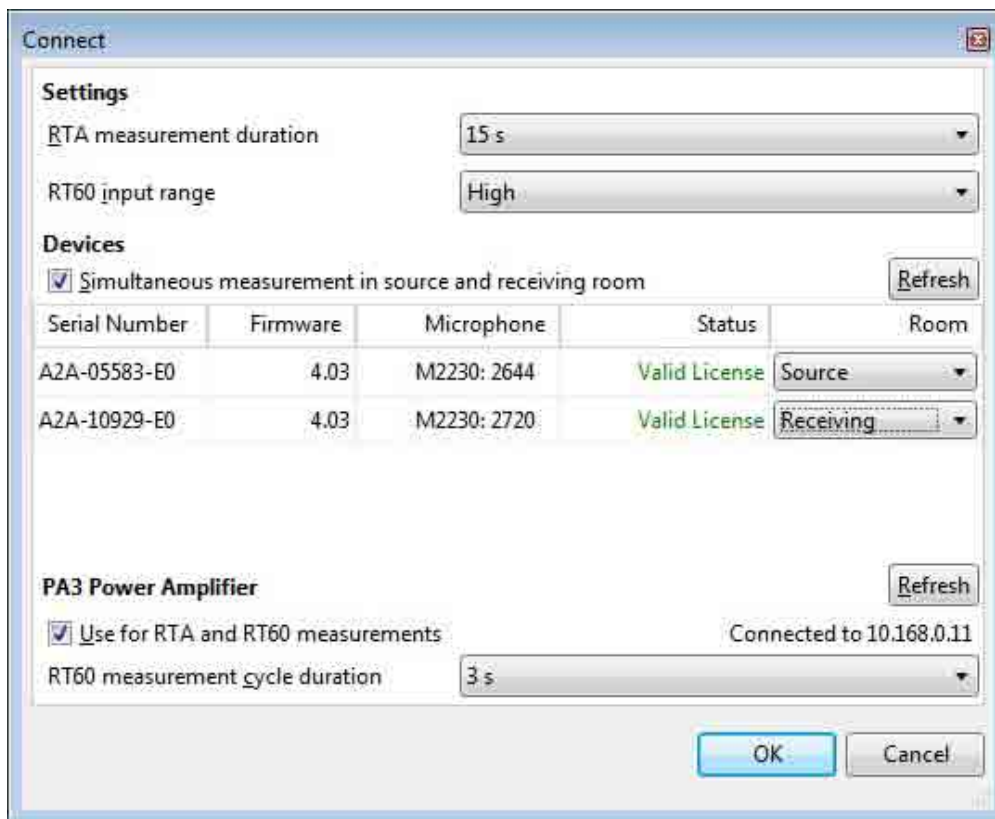 Connect
Settings
RTA measurement duration 15 s
RT60 input range High
Devices
Simultaneous measurement in source and receiving room Refresh
Serial Number Firmware Microphone Status Room
A2A-05583-E0 4.03 M2230: 2644 Valid License Source
A2A-10929-E0 4.03 M2230: 2720 Valid License Receiving
PA3 Power Amplifier Refresh
Use for RTA and RT60 measurements Connected to 10.168.0.11
RT60 measurement cycle duration 3 s
OK Cancel